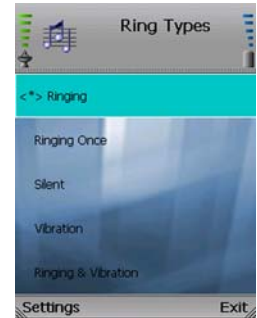 Ring Types
<*> Ringing
Ringing Once
Silent
Vibration
Ringing & Vibration
Settings Exit